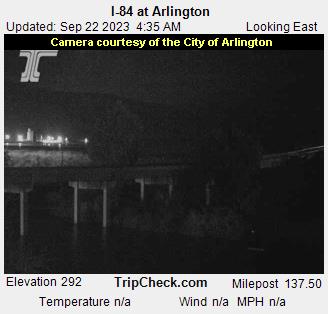 I-84 at Arlington
Updated: Sep 22 2023 4:35 AM Looking East
Camera courtesy of the City of Arlington
Elevation 292 TripCheck.com Milepost 137.50
Temperature n/a Wind n/a MPH n/a